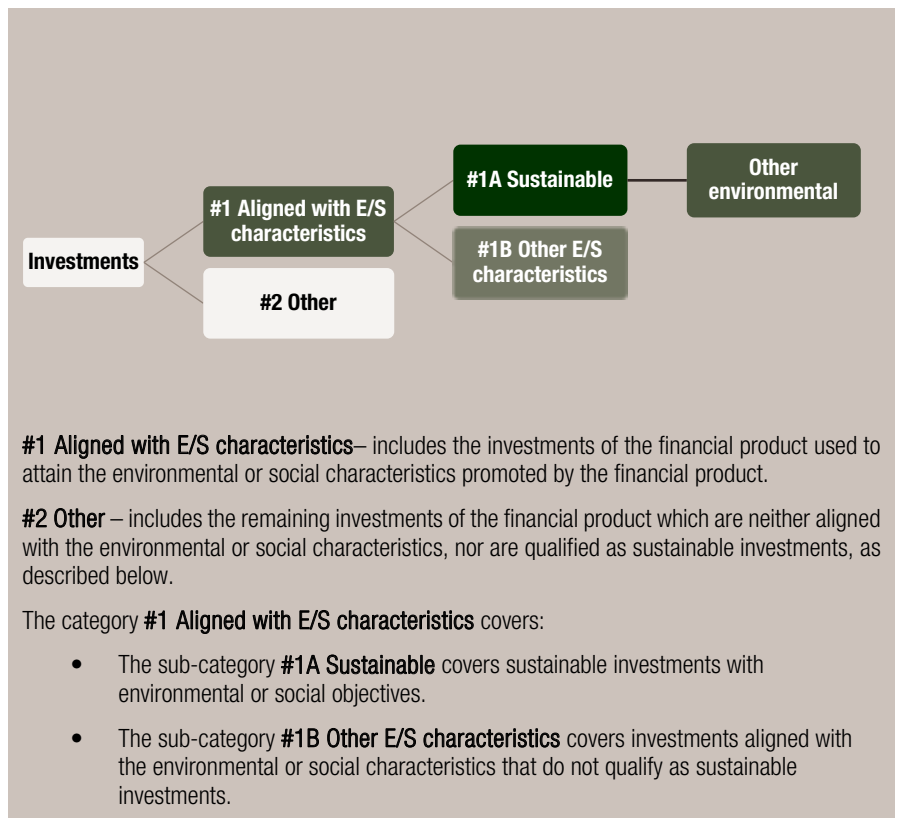 #1A Sustainable
Other
environmental
#1 Aligned with E/S
characteristics
#1B Other E/S
characteristics
Investments
#2 Other
#1 Aligned with E/S characteristics– includes the investments of the financial product used to
attain the environmental or social characteristics promoted by the financial product.
#2 Other – includes the remaining investments of the financial product which are neither aligned
with the environmental or social characteristics, nor are qualified as sustainable investments, as
described below.
The category #1 Aligned with E/S characteristics covers:
• The sub-category #1A Sustainable covers sustainable investments with
environmental or social objectives.
• The sub-category #1B Other E/S characteristics covers investments aligned with
the environmental or social characteristics that do not qualify as sustainable
investments.